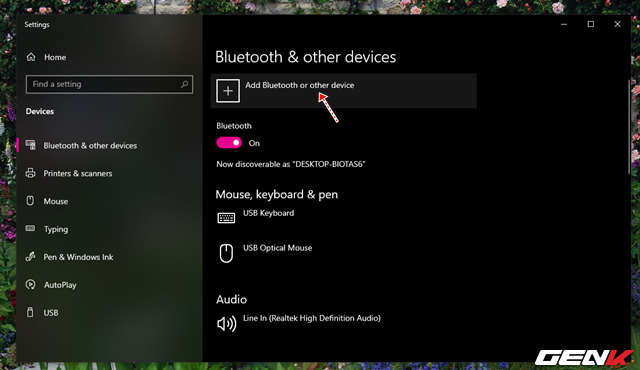 Settings
Home
Find a setting
Devices
Bluetooth & other devices
Printers & scanners
Mouse
Typing
Pen & Windows Ink
AutoPlay
USB
Bluetooth & other devices
Add Bluetooth or other device
Bluetooth
On
Now discoverable as “DESKTOP-BIOTAS6”
Mouse, keyboard & pen
USB Keyboard
USB Optical Mouse
Audio
Line In (Realtek High Definition Audio)
GENK